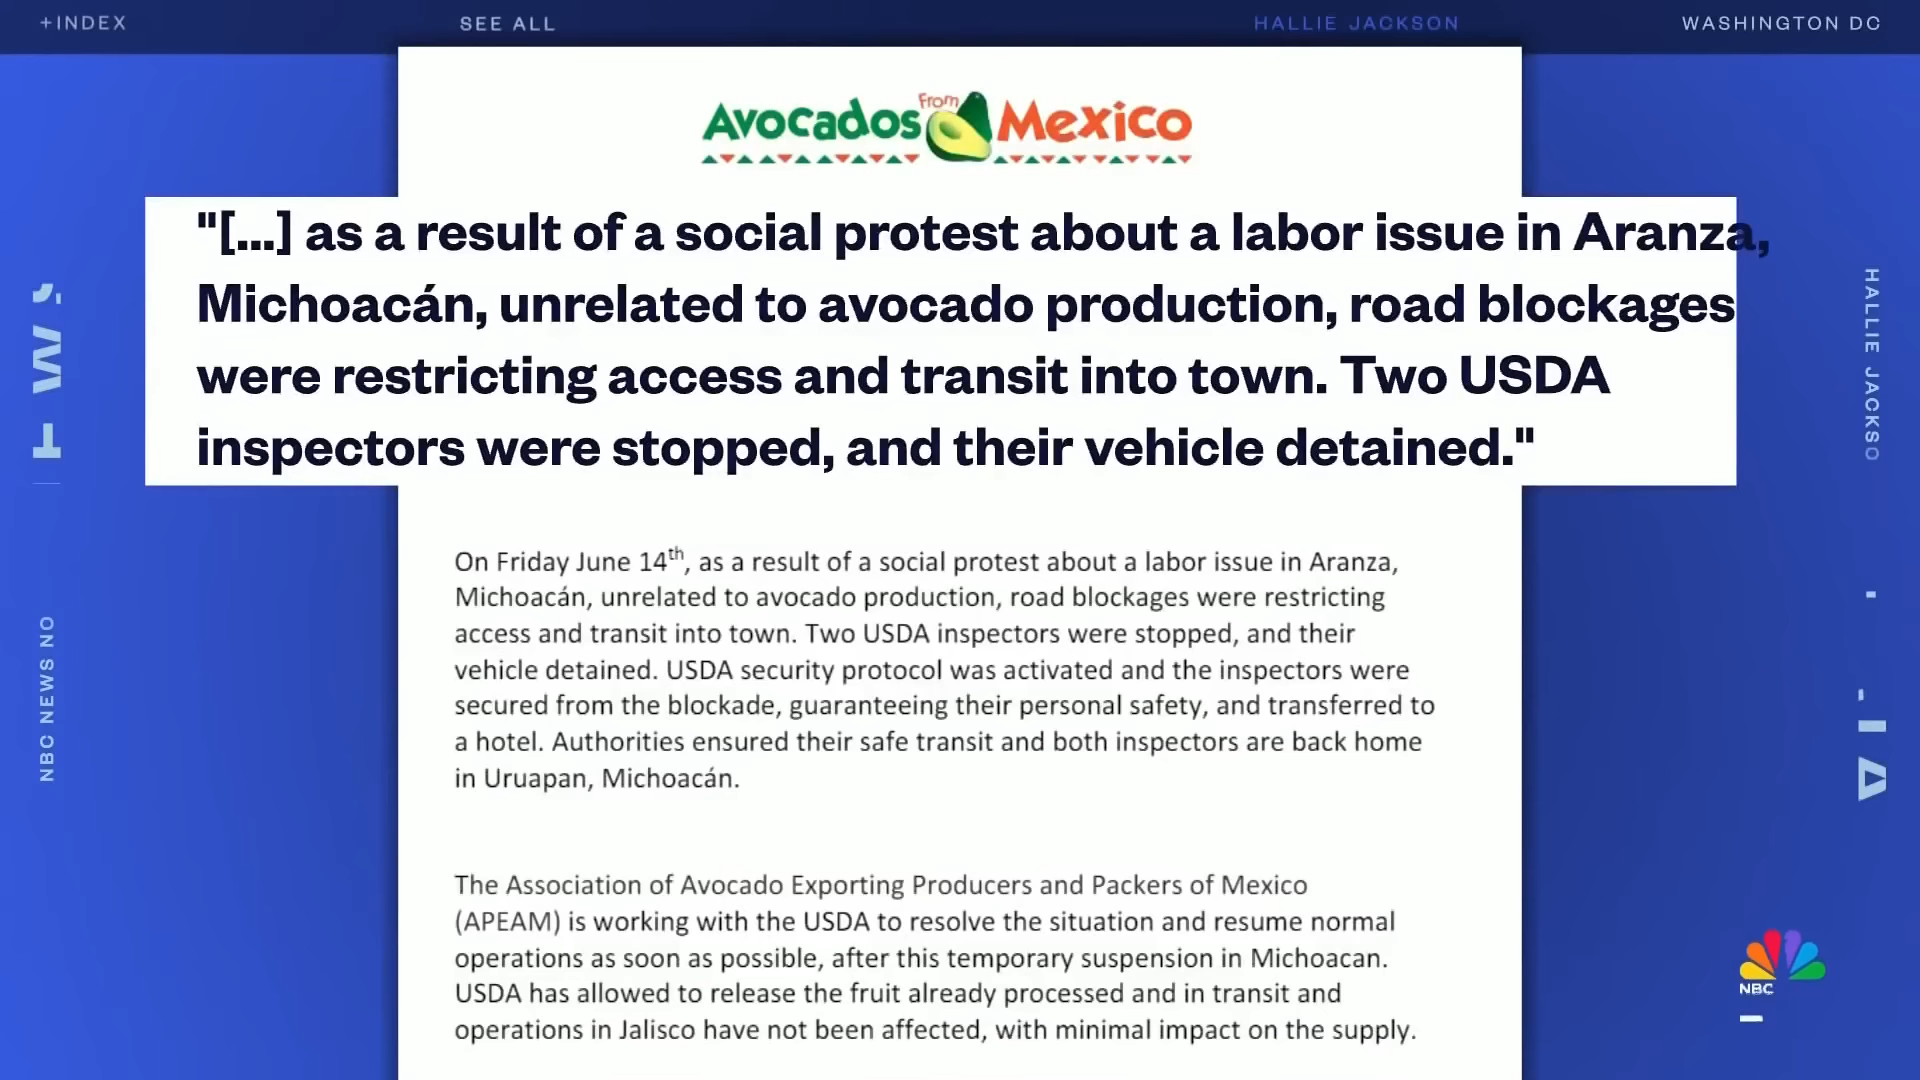 +INDEX
SEE ALL
HALLIE JACKSON
WASHINGTON DC
Avocados From Mexico
"[...] as a result of a social protest about a labor issue in Aranza,
Michoacán, unrelated to avocado production, road blockages
were restricting access and transit into town. Two USDA
inspectors were stopped, and their vehicle detained."
On Friday June 14th, as a result of a social protest about a labor issue in Aranza,
Michoacán, unrelated to avocado production, road blockages were restricting
access and transit into town. Two USDA inspectors were stopped, and their
vehicle detained. USDA security protocol was activated and the inspectors were
secured from the blockade, guaranteeing their personal safety, and transferred to
a hotel. Authorities ensured their safe transit and both inspectors are back home
in Uruapan, Michoacán.
The Association of Avocado Exporting Producers and Packers of Mexico
(APEAM) is working with the USDA to resolve the situation and resume normal
operations as soon as possible, after this temporary suspension in Michoacan.
USDA has allowed to release the fruit already processed and in transit and
operations in Jalisco have not been affected, with minimal impact on the supply.
NBC NEWS NO
HALLIE JACKSO
NBC